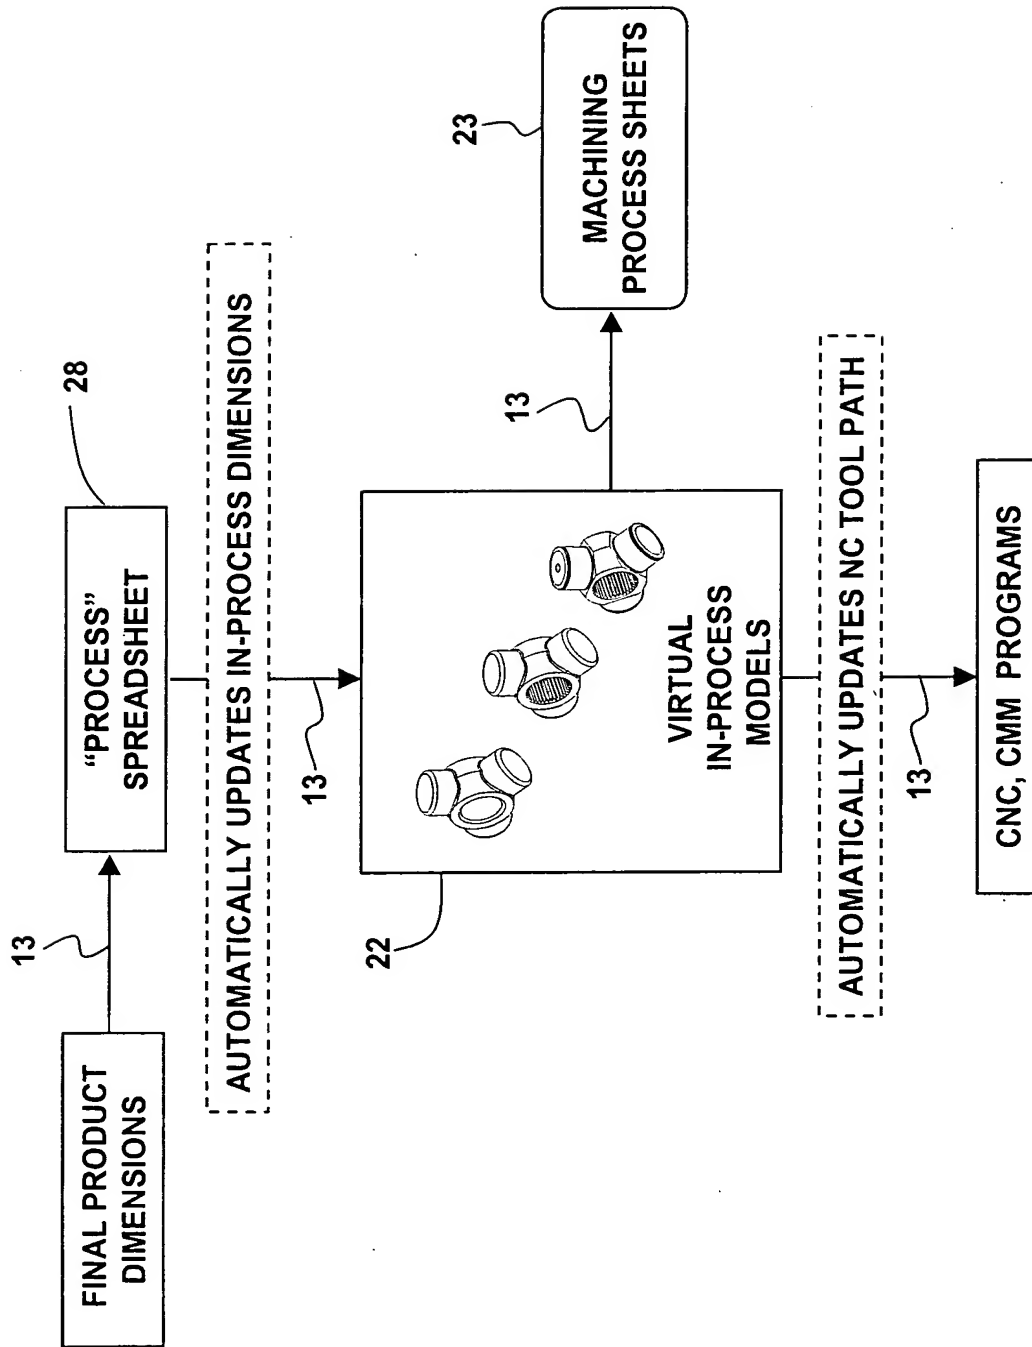 13
FINAL PRODUCT
DIMENSIONS
28
"PROCESS"
SPREADSHEET
AUTOMATICALLY UPDATES IN-PROCESS DIMENSIONS
13
22
VIRTUAL
IN-PROCESS
MODELS
13
23
MACHINING
PROCESS SHEETS
AUTOMATICALLY UPDATES NC TOOL PATH
13
CNC, CMM PROGRAMS